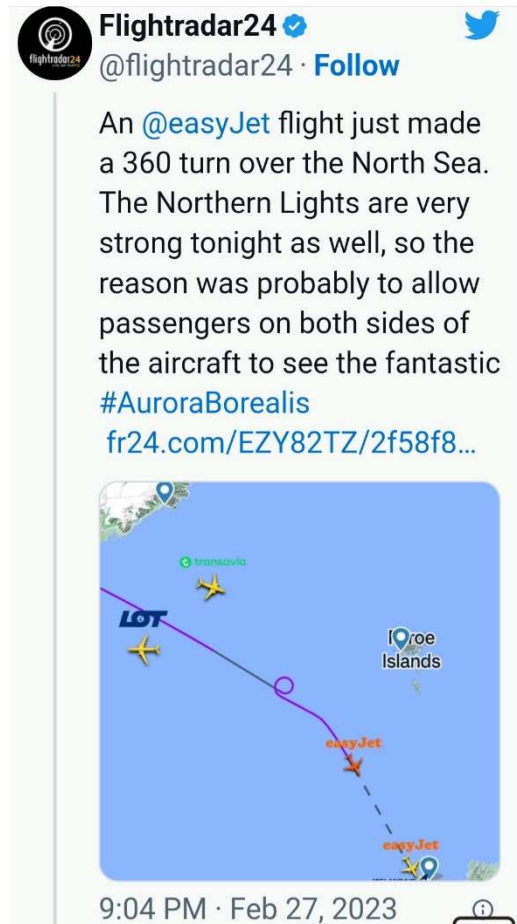 Flightradar24
@flightradar24 · Follow
An @easyJet flight just made
a 360 turn over the North Sea.
The Northern Lights are very
strong tonight as well, so the
reason was probably to allow
passengers on both sides of
the aircraft to see the fantastic
#AuroraBorealis
fr24.com/EZY82TZ/2f58f8...
transavia
LOT
roe
Islands
easyJet
easyJet
9:04 PM · Feb 27, 2023
flightradar24